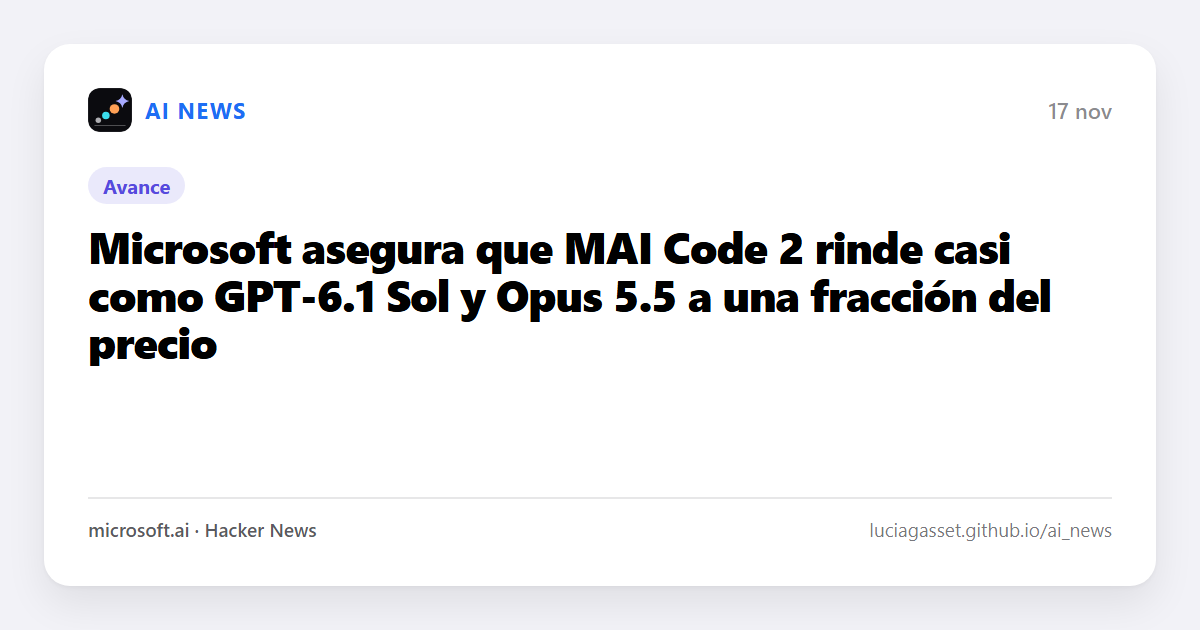 AI NEWS
17 nov
Avance
Microsoft asegura que MAI Code 2 rinde casi
como GPT-6.1 Sol y Opus 5.5 a una fracción del
precio
microsoft.ai · Hacker News
luciagasset.github.io/ai_news